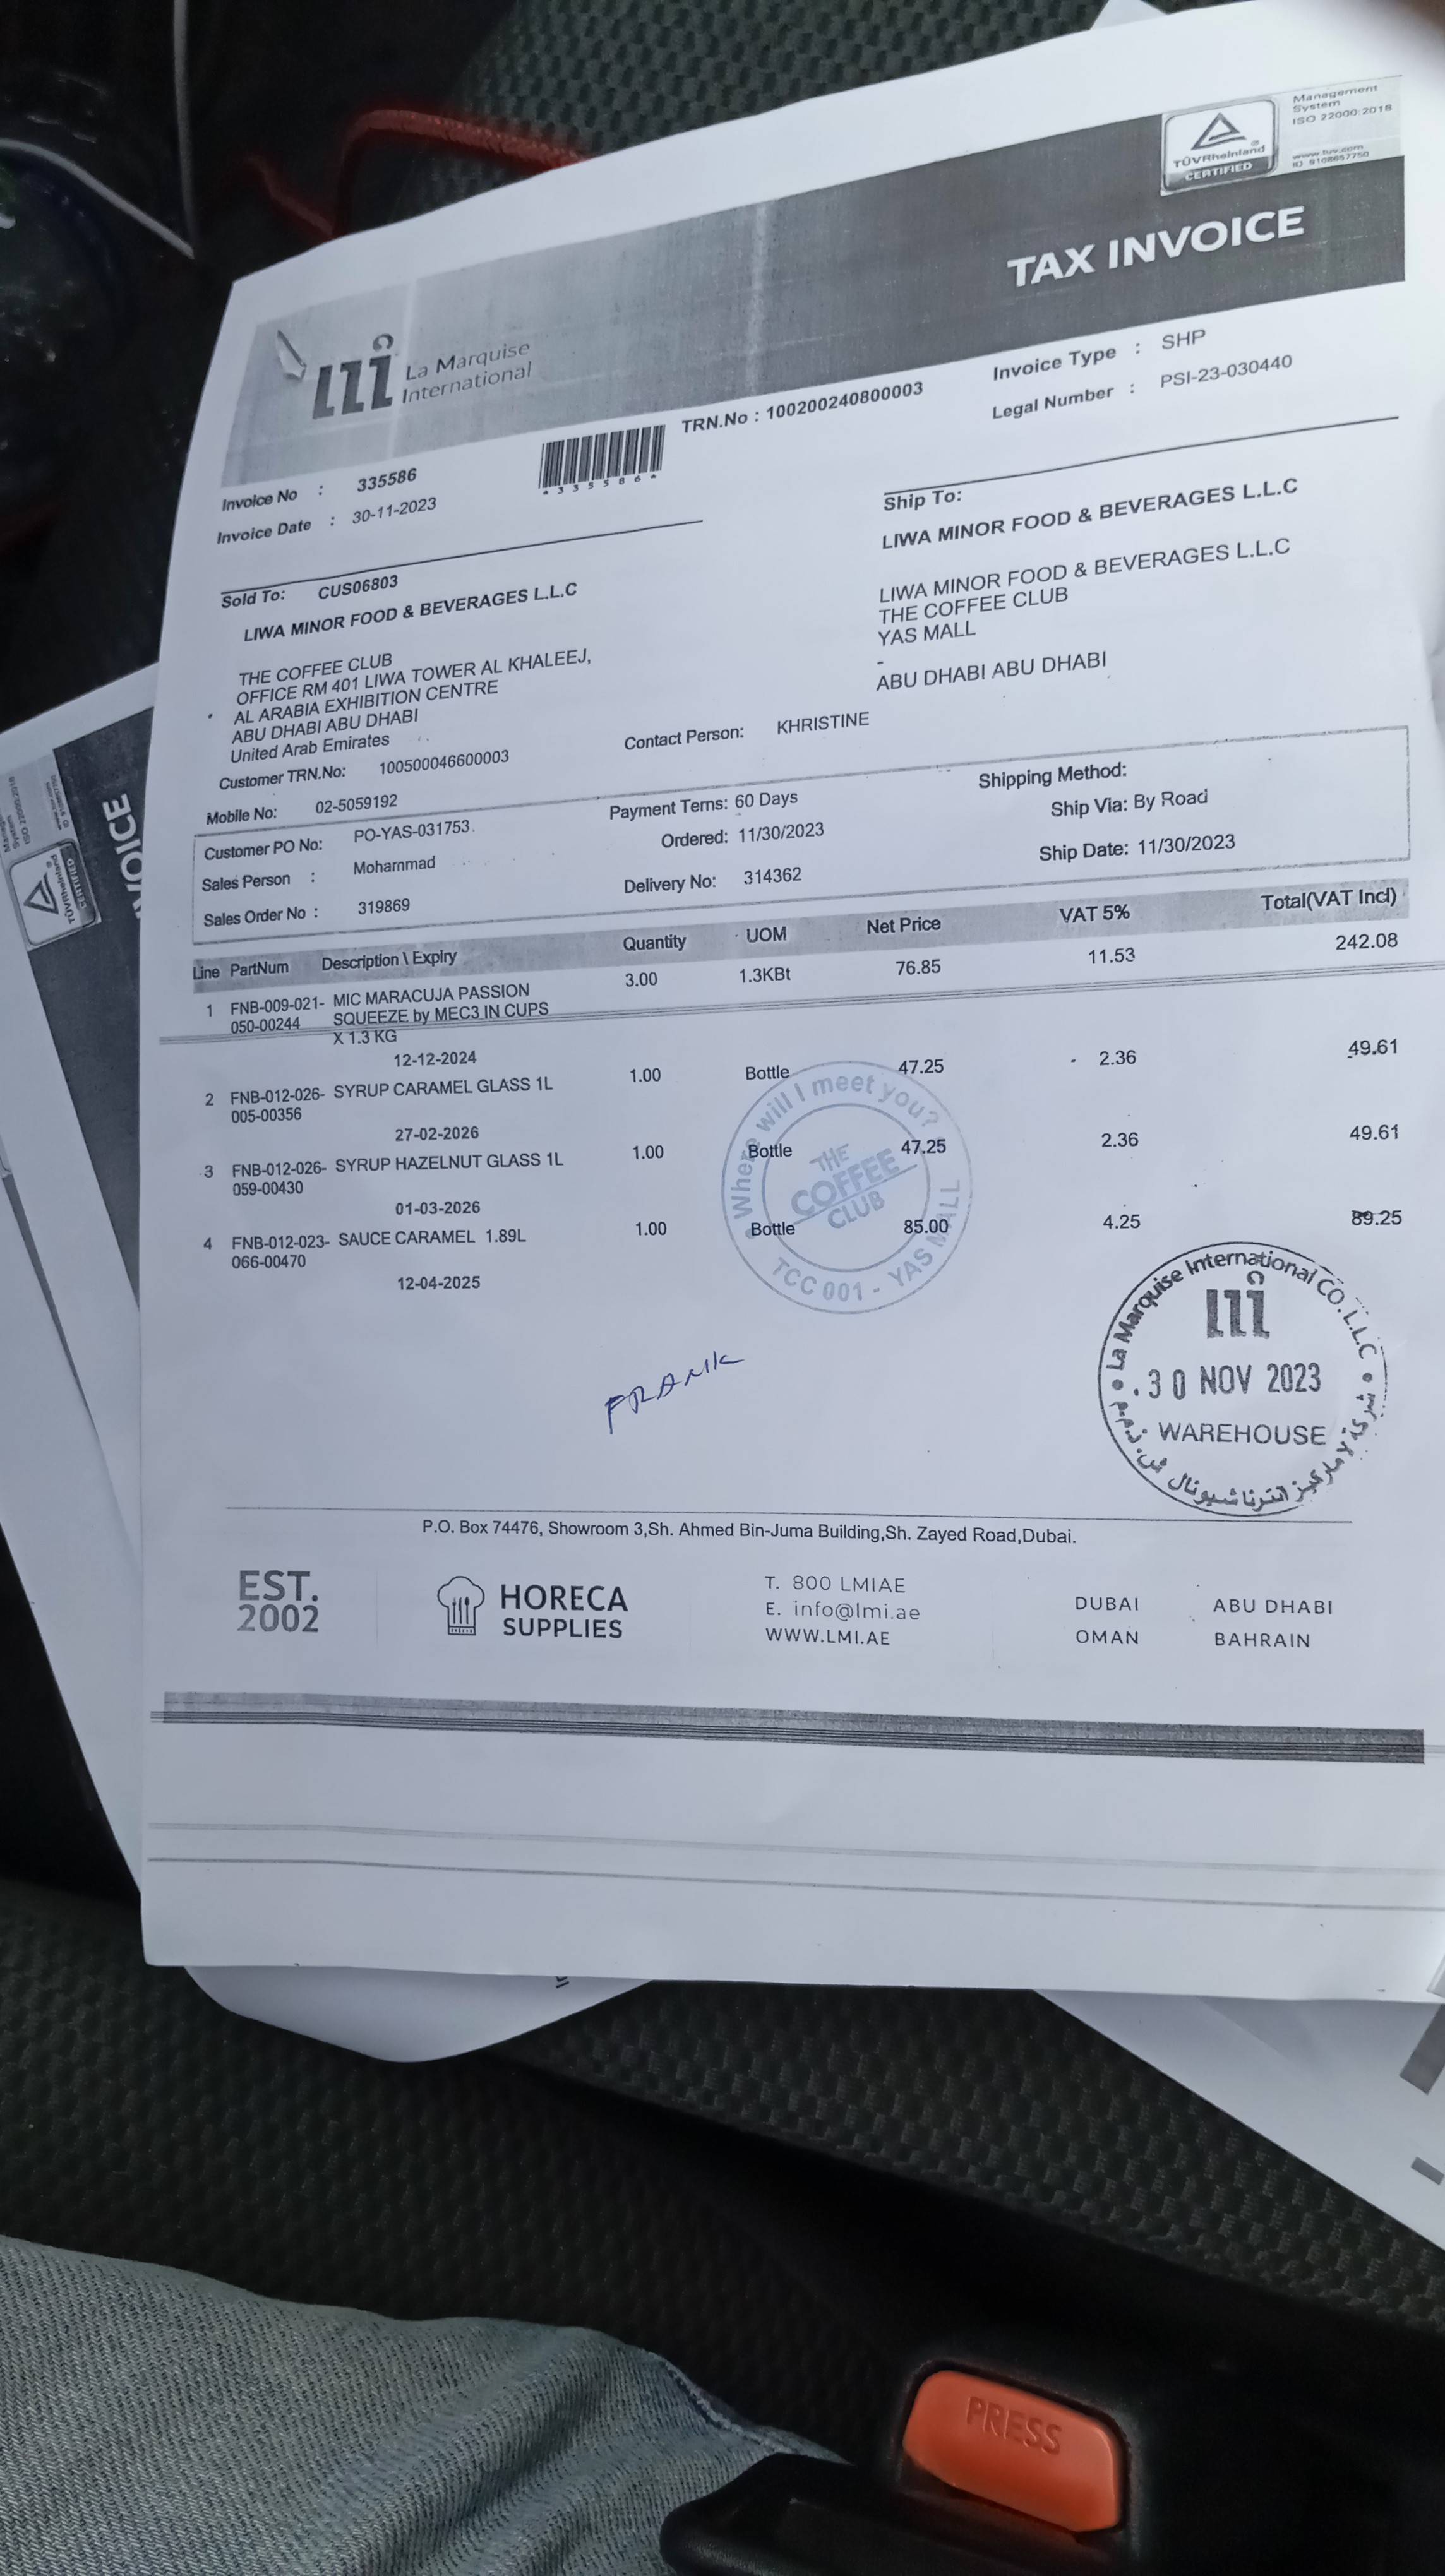 Management
System
ISO 22000:2018
TÜVRheinland
CERTIFIED
www.tuv.com
ID 9108657750
TAX INVOICE
La Marquise
International
TRN.No : 100200240800003
Invoice Type : SHP
Legal Number : PSI-23-030440
Invoice No : 335586
*335586*
Invoice Date : 30-11-2023
Sold To: CUS06803
LIWA MINOR FOOD & BEVERAGES L.L.C
THE COFFEE CLUB
OFFICE RM 401 LIWA TOWER AL KHALEEJ,
AL ARABIA EXHIBITION CENTRE
ABU DHABI ABU DHABI
United Arab Emirates
Customer TRN.No: 100500046600003
Ship To:
LIWA MINOR FOOD & BEVERAGES L.L.C
LIWA MINOR FOOD & BEVERAGES L.L.C
THE COFFEE CLUB
YAS MALL
-
ABU DHABI ABU DHABI
Contact Person: KHRISTINE
Mobile No: 02-5059192
Customer PO No: PO-YAS-031753
Sales Person : Mohammad
Sales Order No : 319869
Payment Terms: 60 Days
Ordered: 11/30/2023
Delivery No: 314362
Shipping Method:
Ship Via: By Road
Ship Date: 11/30/2023
Line PartNum Description \ Expiry Quantity UOM Net Price VAT 5% Total(VAT Incl)
1 FNB-009-021- MIC MARACUJA PASSION 3.00 1.3KBt 76.85 11.53 242.08
050-00244 SQUEEZE by MEC3 IN CUPS
X 1.3 KG
12-12-2024
2 FNB-012-026- SYRUP CARAMEL GLASS 1L 1.00 Bottle 47.25 2.36 49.61
005-00356
27-02-2026
3 FNB-012-026- SYRUP HAZELNUT GLASS 1L 1.00 Bottle 47.25 2.36 49.61
059-00430
01-03-2026
4 FNB-012-023- SAUCE CARAMEL 1.89L 1.00 Bottle 85.00 4.25 89.25
066-00470
12-04-2025
Where will I meet you?
THE
COFFEE
CLUB
TCC 001 - YAS MALL
FRANK
La Marquise International CO.L.L.C
30 NOV 2023
WAREHOUSE
شركة لا ماركيز انترناشيونال ش.ذ.م.م
P.O. Box 74476, Showroom 3,Sh. Ahmed Bin-Juma Building,Sh. Zayed Road,Dubai.
EST.
2002
HORECA
SUPPLIES
T. 800 LMIAE
E. info@lmi.ae
WWW.LMI.AE
DUBAI ABU DHABI
OMAN BAHRAIN
PRESS